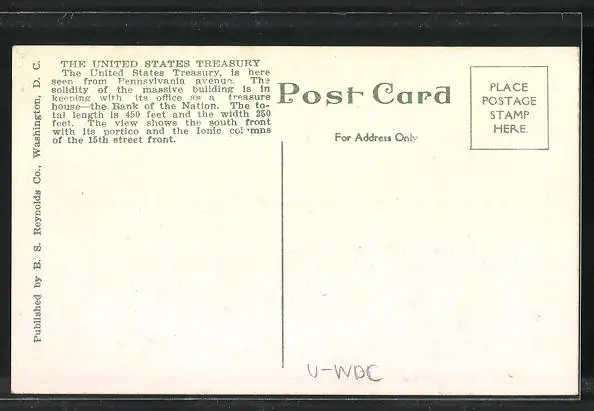 THE UNITED STATES TREASURY
The United States Treasury, is here
seen from Pennsylvania avenue. The
solidity of the massive building is in
keeping with its office as a treasure
house—the Bank of the Nation. The to-
tal length is 450 feet and the width 250
feet. The view shows the south front
with its portico and the Ionic columns
of the 15th street front.
Post Card
For Address Only
PLACE
POSTAGE
STAMP
HERE.
Published by B. S. Reynolds Co., Washington, D. C.
U-WDC